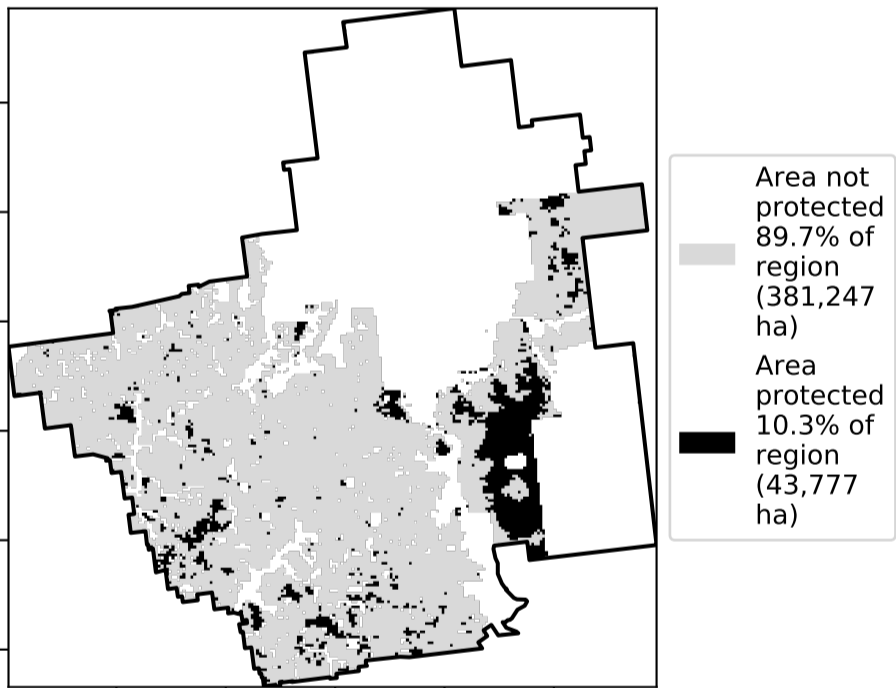 Area not
protected
89.7% of
region
(381,247
ha)
Area
protected
10.3% of
region
(43,777
ha)